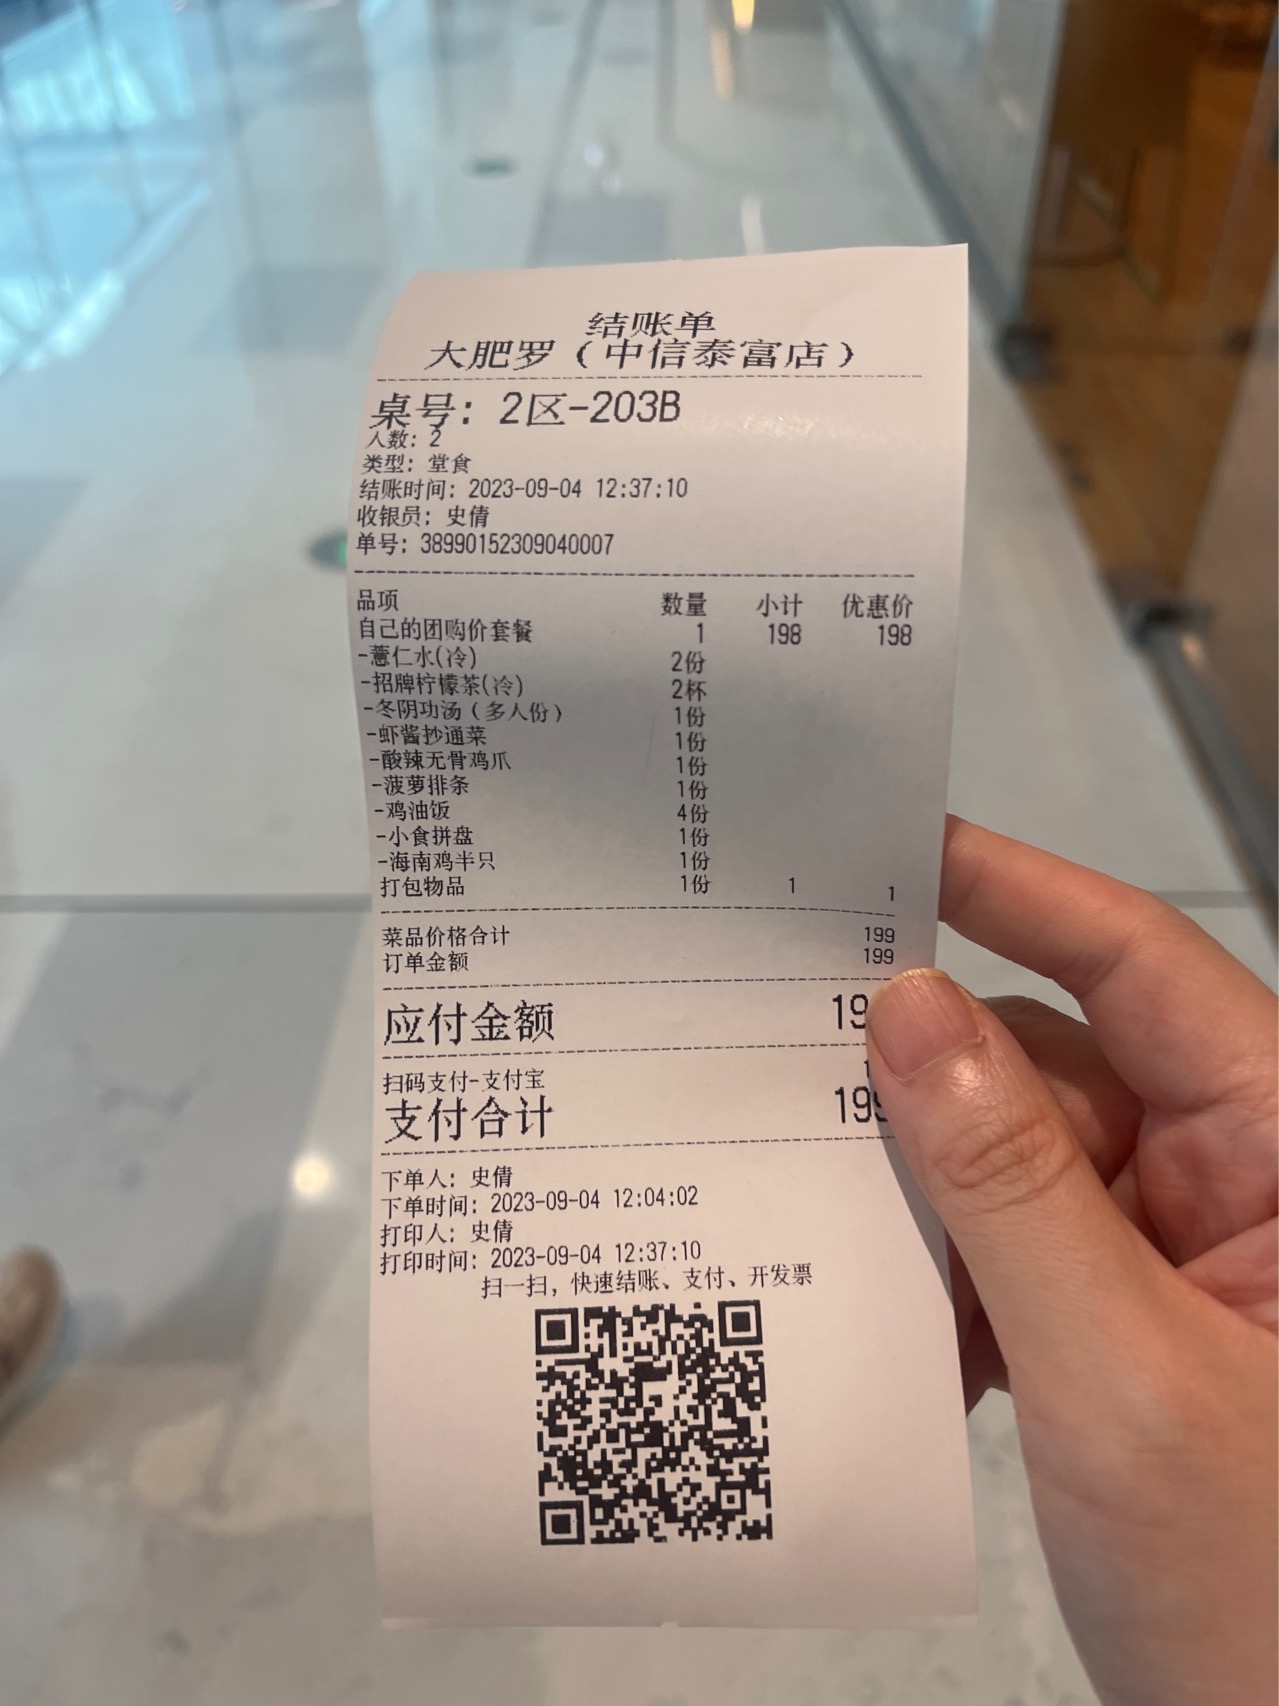 结账单
大肥罗（中信泰富店）
桌号: 2区-203B
人数: 2
类型: 堂食
结账时间: 2023-09-04 12:37:10
收银员: 史倩
单号: 38990152309040007
品项 数量 小计 优惠价
自己的团购价套餐 1 198 198
-薏仁水(冷) 2份
-招牌柠檬茶(冷) 2杯
-冬阴功汤（多人份） 1份
-虾酱抄通菜 1份
-酸辣无骨鸡爪 1份
-菠萝排条 1份
-鸡油饭 4份
-小食拼盘 1份
-海南鸡半只 1份
打包物品 1份 1 1
菜品价格合计 199
订单金额 199
应付金额
扫码支付-支付宝
支付合计 199
下单人: 史倩
下单时间: 2023-09-04 12:04:02
打印人: 史倩
打印时间: 2023-09-04 12:37:10
扫一扫, 快速结账、支付、开发票